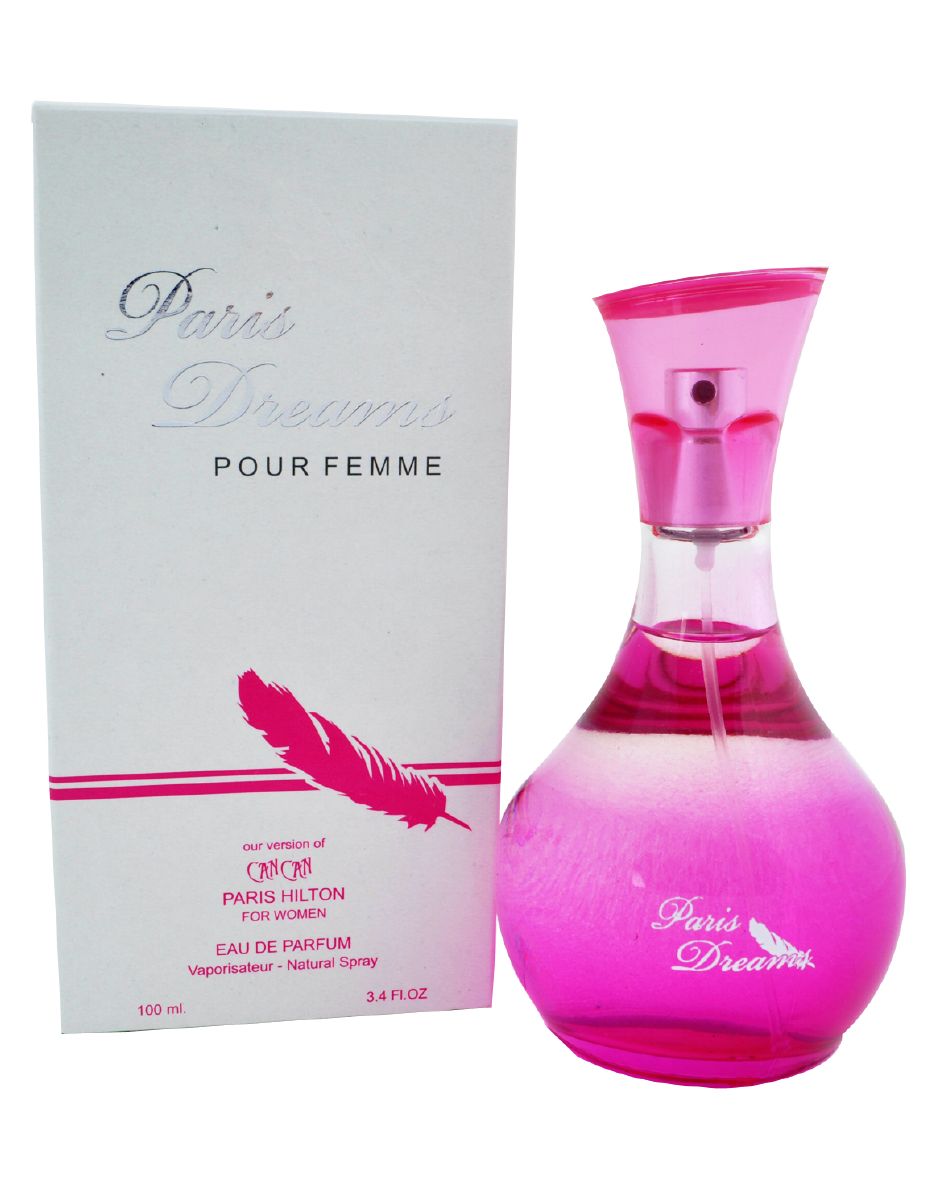 Paris
Dreams
POUR FEMME
our version of
CAN CAN
PARIS HILTON
FOR WOMEN
EAU DE PARFUM
Vaporisateur - Natural Spray
100 ml.
3.4 Fl.OZ
Paris
Dreams